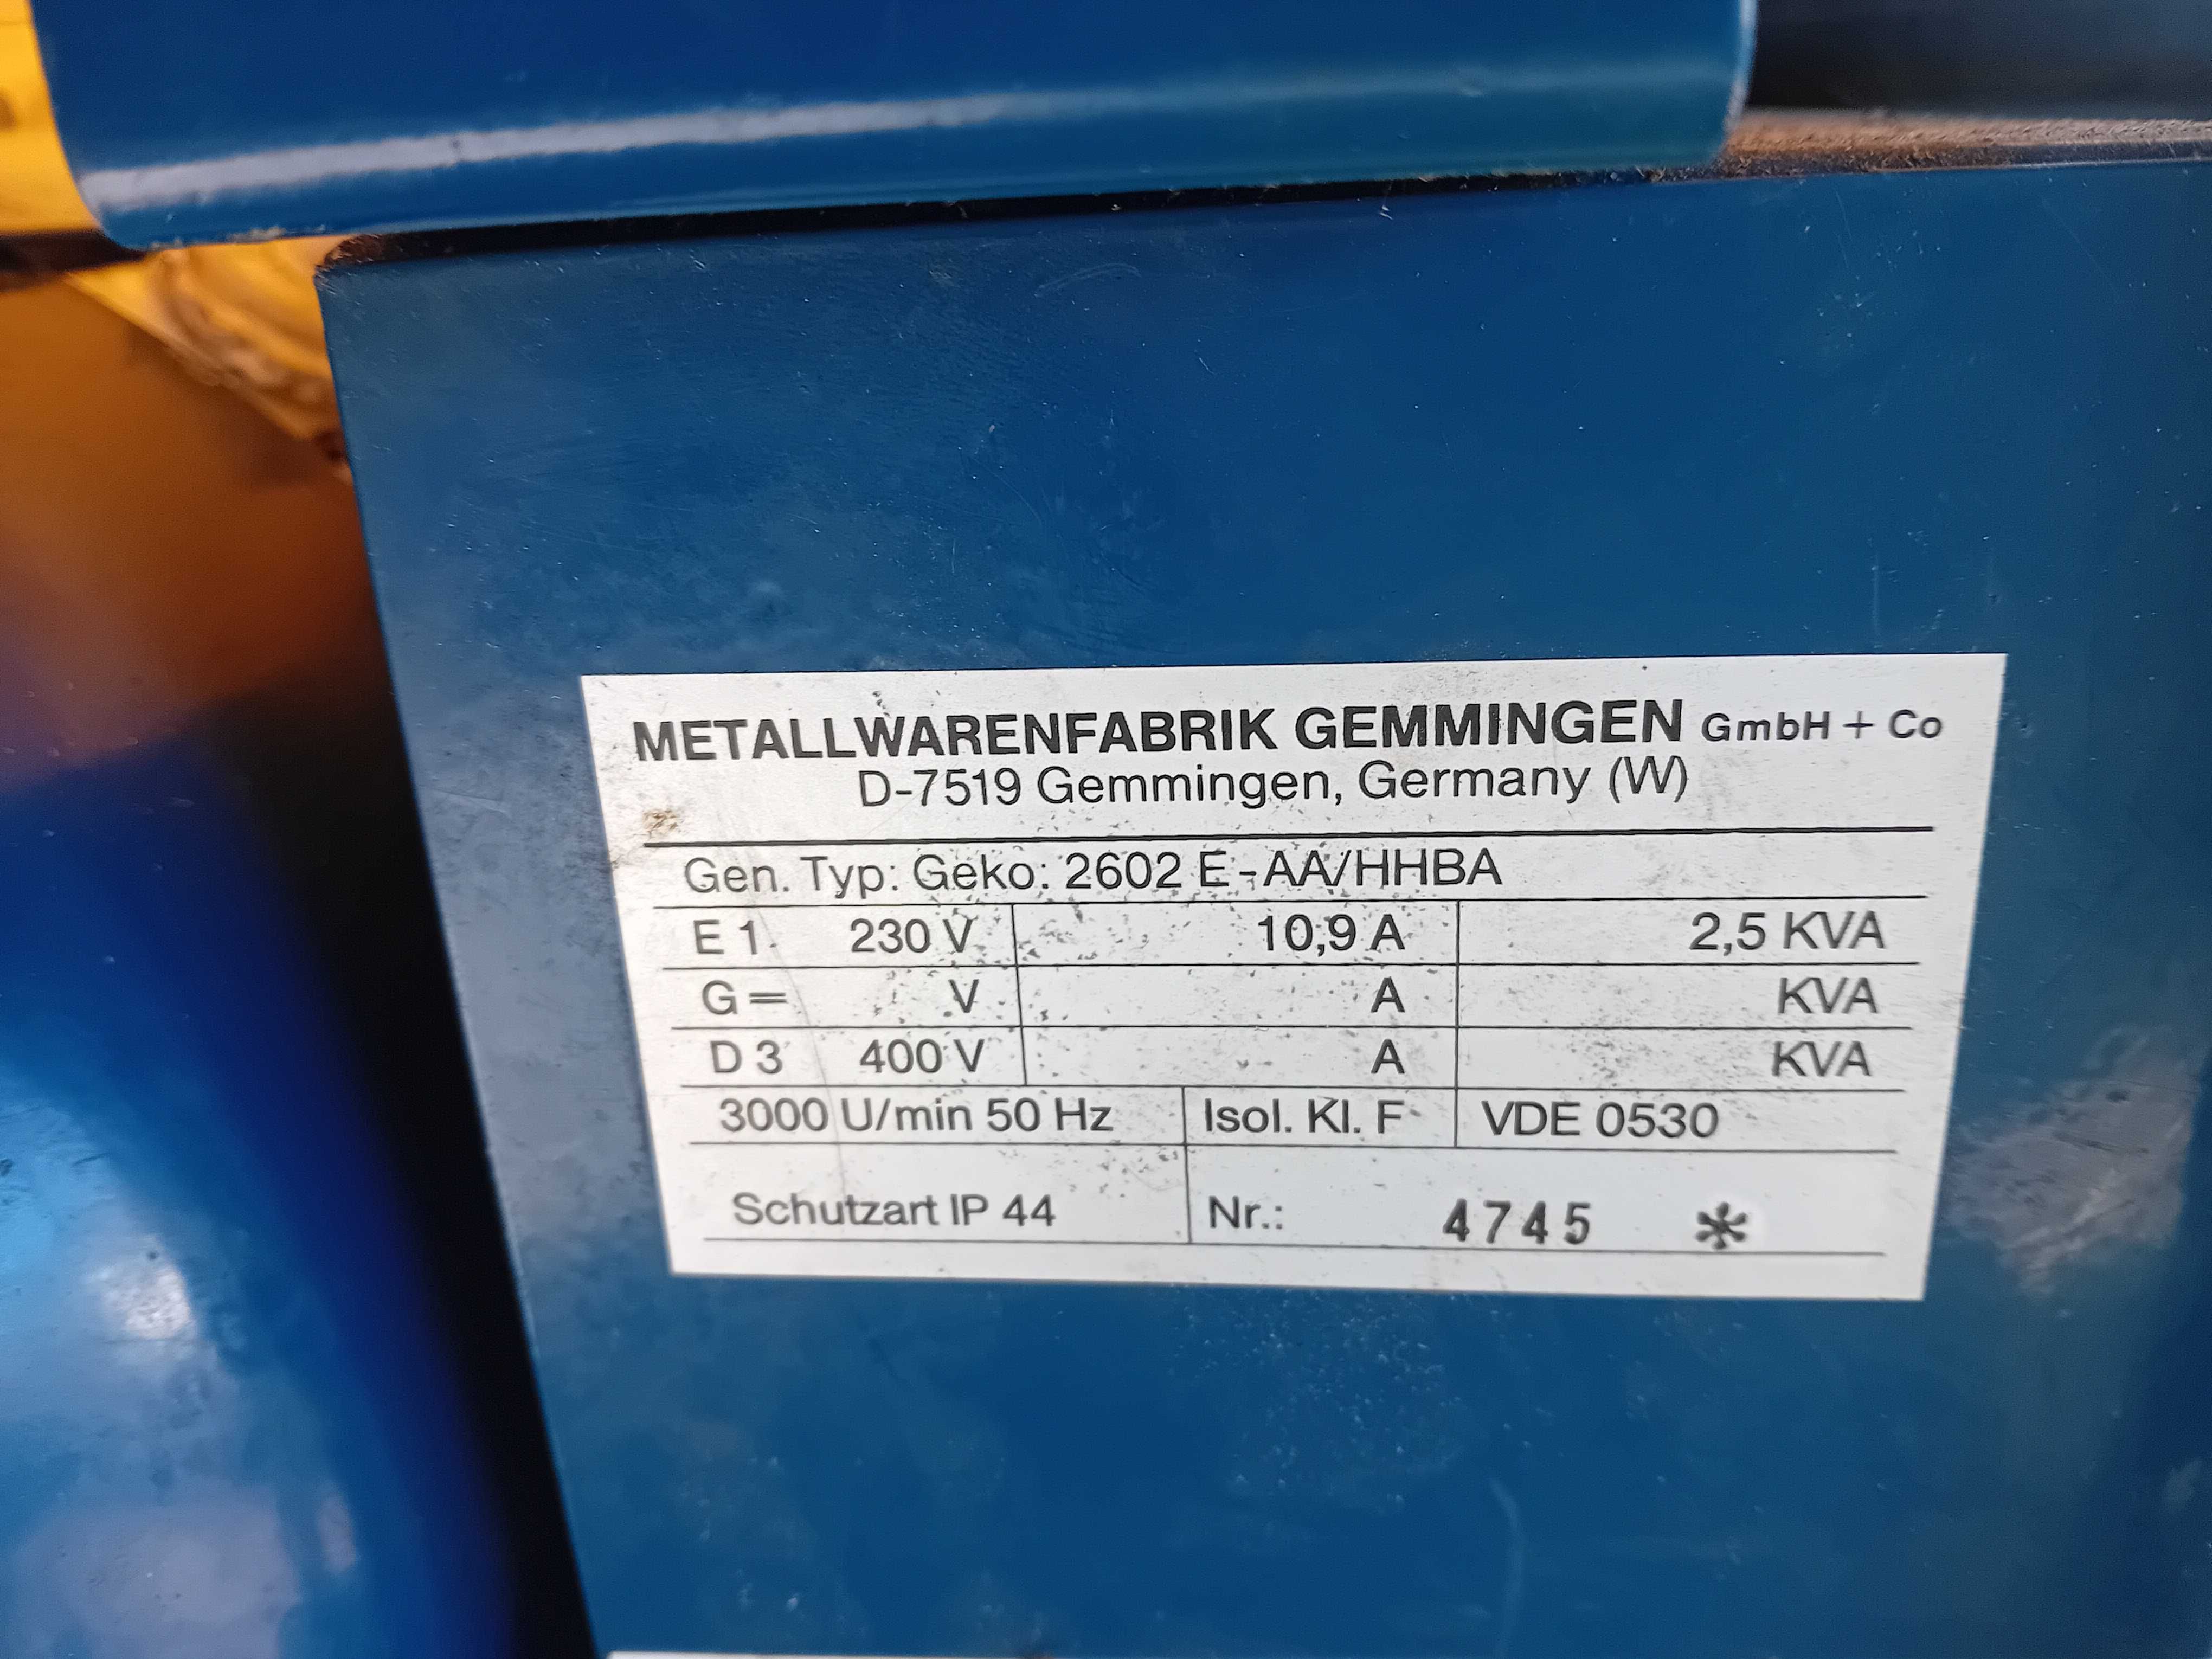 METALLWARENFABRIK GEMMINGEN GmbH + Co
D-7519 Gemmingen, Germany (W)
Gen. Typ: Geko: 2602 E-AA/HHBA
E 1 230 V 10,9 A 2,5 KVA
G = V A KVA
D 3 400 V A KVA
3000 U/min 50 Hz Isol. Kl. F VDE 0530
Schutzart IP 44 Nr.: 4745 *